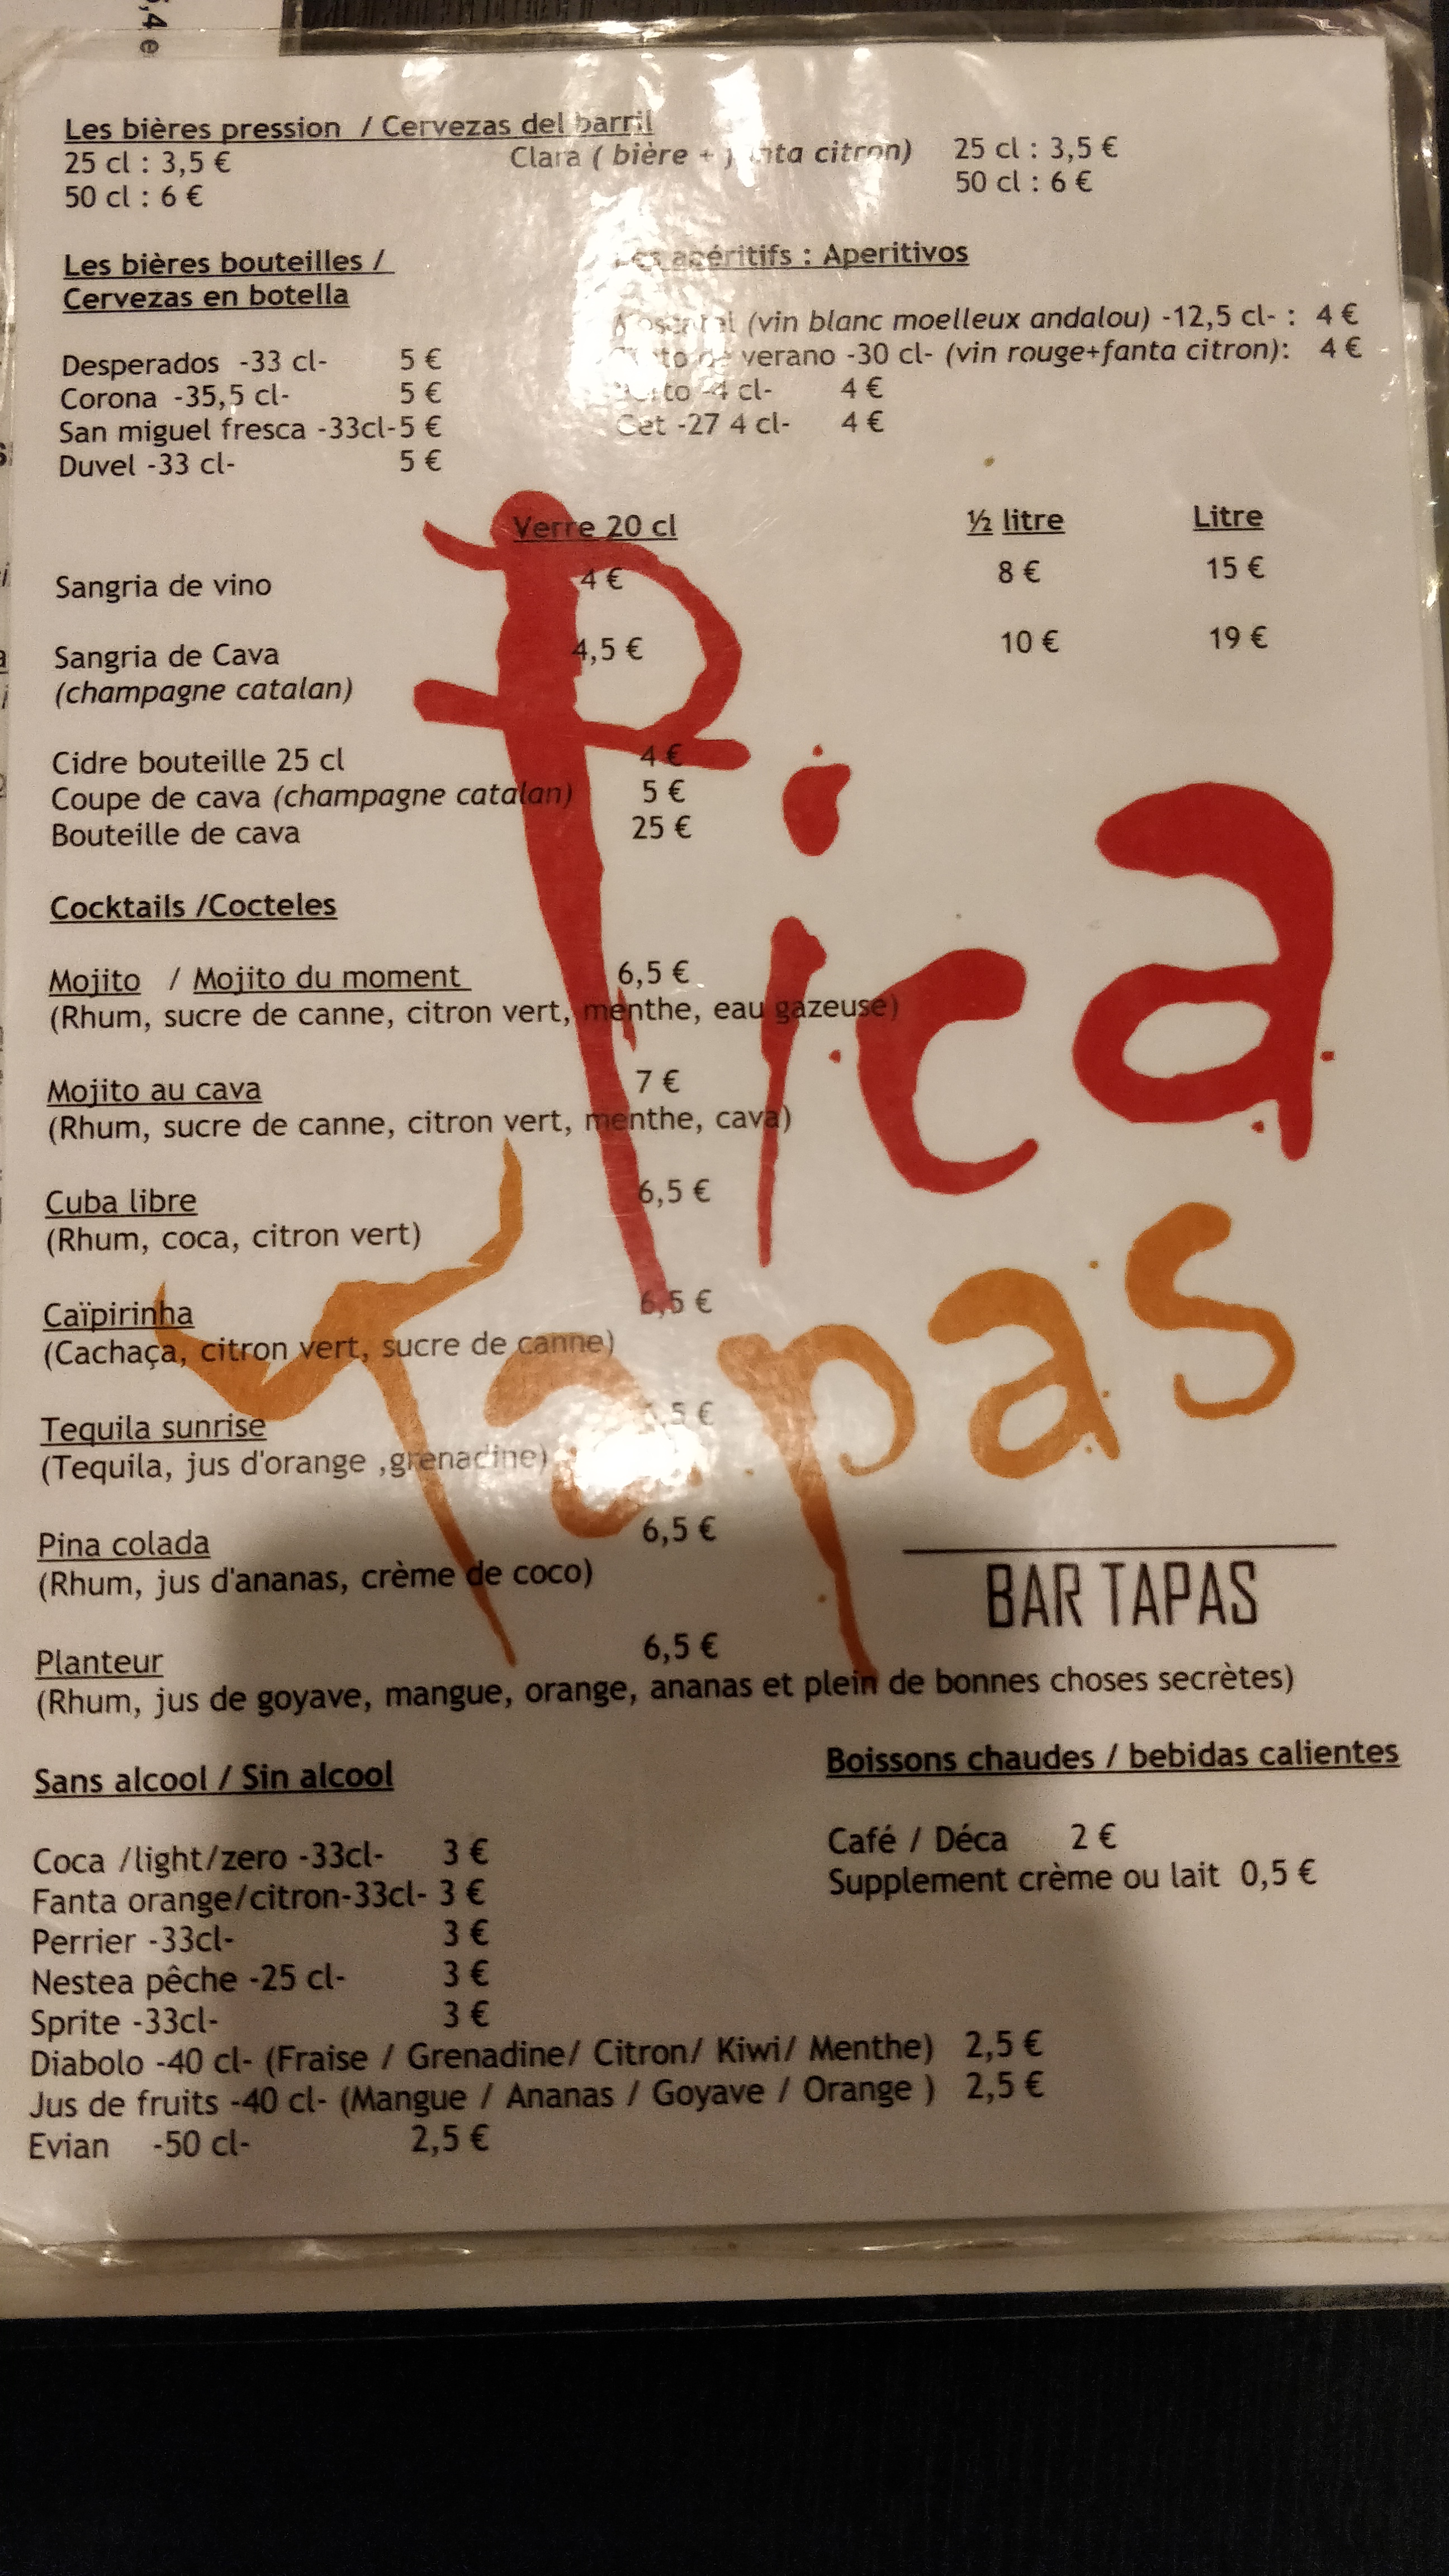 Les bières pression / Cervezas del barril
25 cl : 3,5 €
50 cl : 6 €
Clara ( bière + citron)
25 cl : 3,5 €
50 cl : 6 €
Les bières bouteilles /
Cervezas en botella
Desperados -33 cl- 5 €
Corona -35,5 cl- 5 €
San miguel fresca -33cl-5 €
Duvel -33 cl- 5 €
Les apéritifs : Aperitivos
(vin blanc moelleux andalou) -12,5 cl- : 4 €
verano -30 cl- (vin rouge+fanta citron): 4 €
cl- 4 €
4 cl- 4 €
Verre 20 cl ½ litre Litre
Sangria de vino 4 € 8 € 15 €
Sangria de Cava 4,5 € 10 € 19 €
(champagne catalan)
Cidre bouteille 25 cl 4 €
Coupe de cava (champagne catalan) 5 €
Bouteille de cava 25 €
Cocktails /Cocteles
Mojito / Mojito du moment 6,5 €
(Rhum, sucre de canne, citron vert, menthe, eau gazeuse)
Mojito au cava 7 €
(Rhum, sucre de canne, citron vert, menthe, cava)
Cuba libre 6,5 €
(Rhum, coca, citron vert)
Caïpirinha 6,5 €
(Cachaça, citron vert, sucre de canne)
Tequila sunrise
(Tequila, jus d'orange ,grenadine)
Pina colada 6,5 €
(Rhum, jus d'ananas, crème de coco)
Planteur 6,5 €
(Rhum, jus de goyave, mangue, orange, ananas et plein de bonnes choses secrètes)
Pica
Tapas
BAR TAPAS
Sans alcool / Sin alcool
Coca /light/zero -33cl- 3 €
Fanta orange/citron-33cl- 3 €
Perrier -33cl- 3 €
Nestea pêche -25 cl- 3 €
Sprite -33cl- 3 €
Diabolo -40 cl- (Fraise / Grenadine/ Citron/ Kiwi/ Menthe) 2,5 €
Jus de fruits -40 cl- (Mangue / Ananas / Goyave / Orange ) 2,5 €
Evian -50 cl- 2,5 €
Boissons chaudes / bebidas calientes
Café / Déca 2 €
Supplement crème ou lait 0,5 €